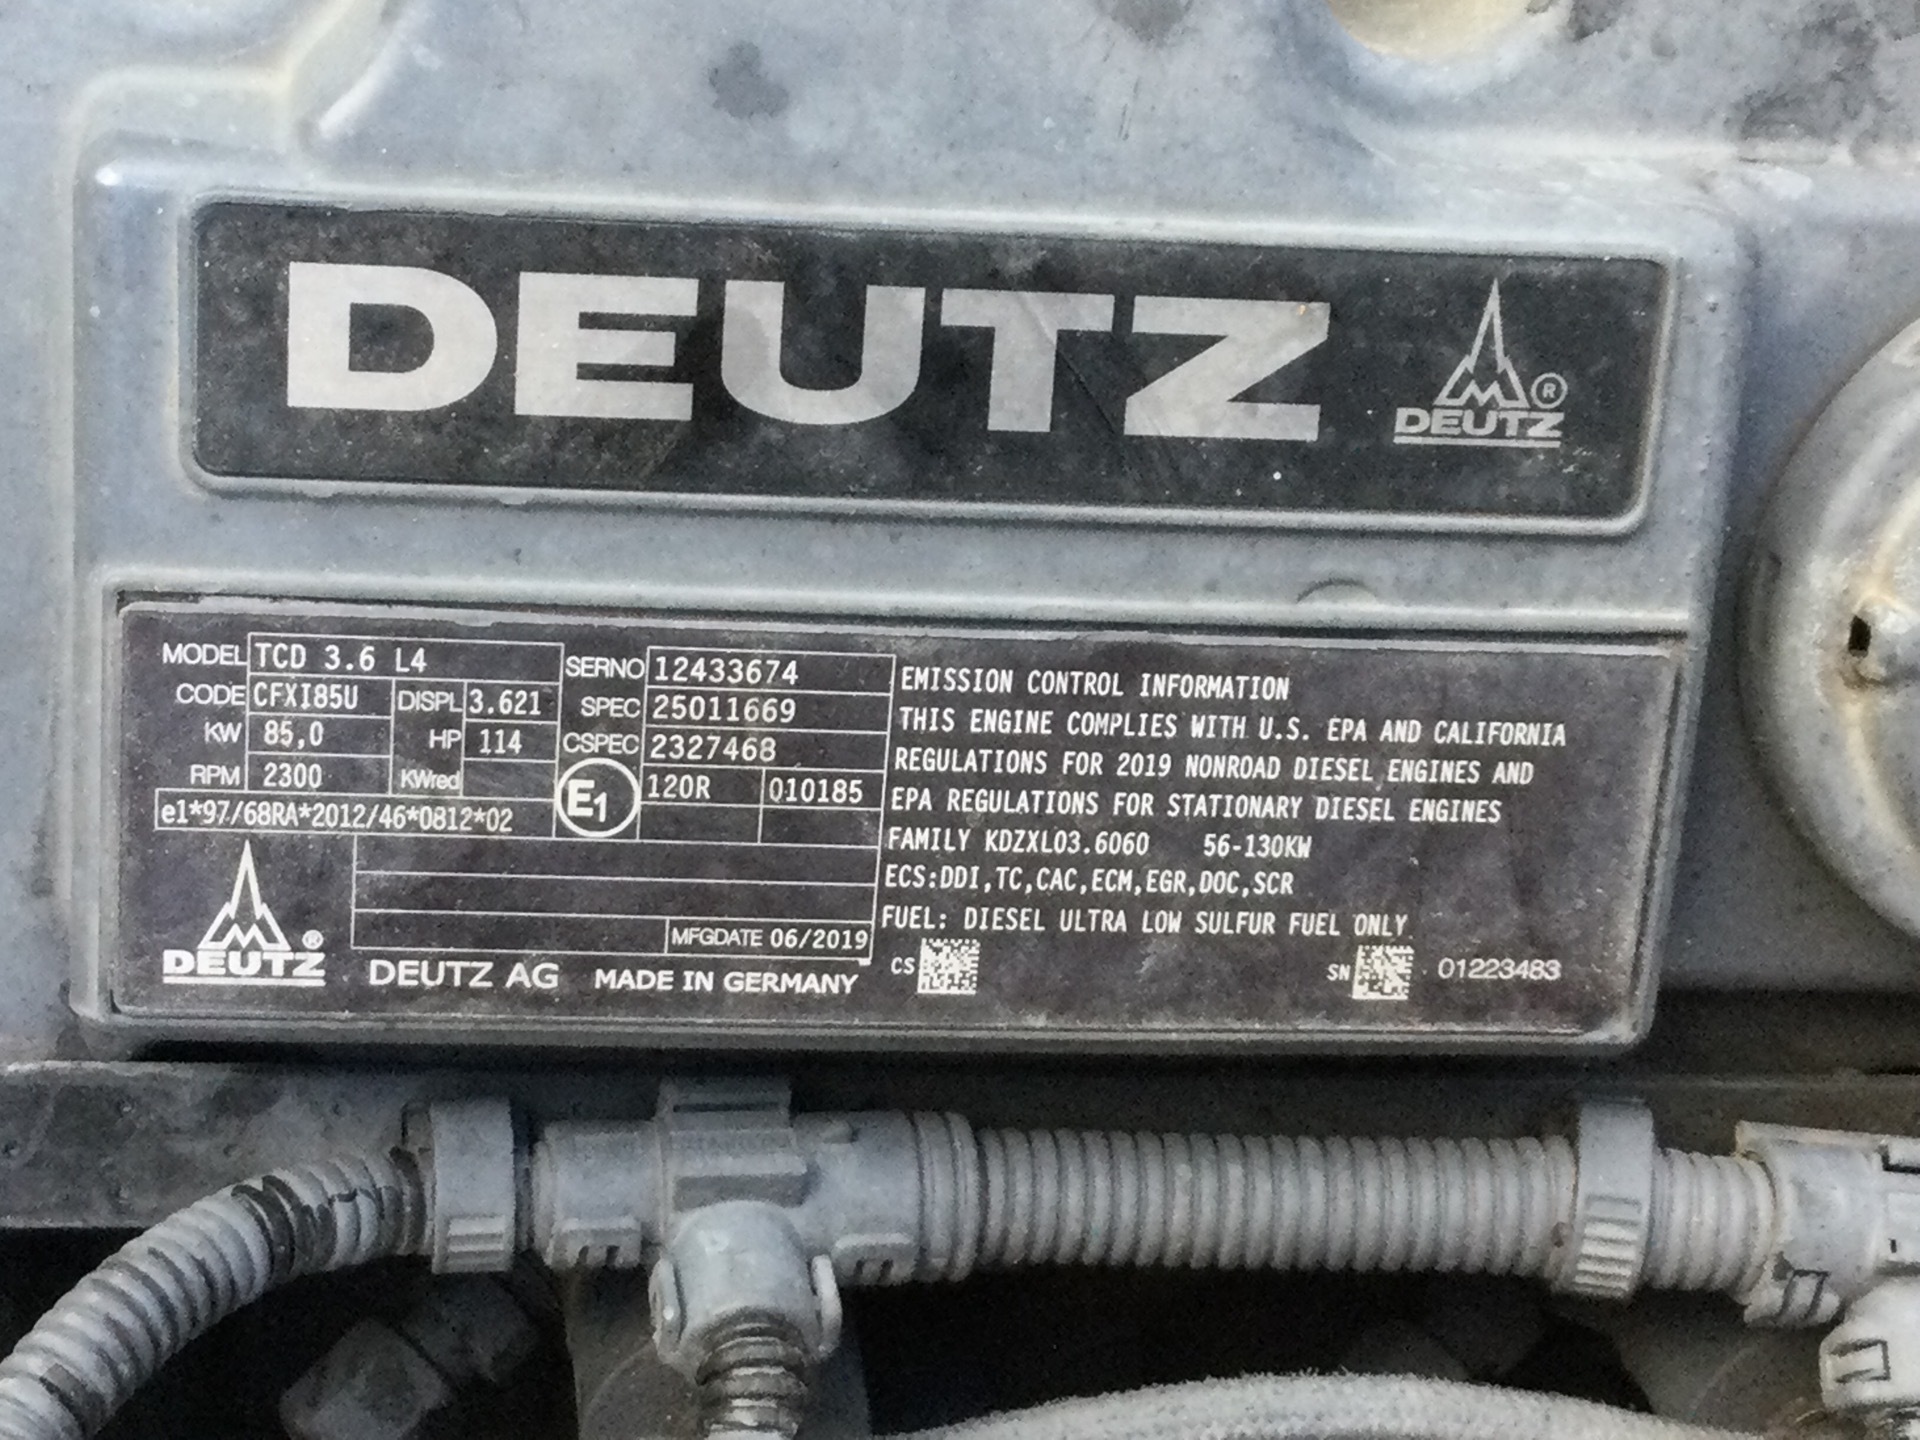 DEUTZ
DEUTZ ®
MODEL TCD 3.6 L4
CODE CFXI85U DISPL 3.621
KW 85,0 HP 114
RPM 2300 KWred
e1*97/68RA*2012/46*0812*02
SERNO 12433674
SPEC 25011669
CSPEC 2327468
E1 120R 010185
MFGDATE 06/2019
DEUTZ ®
DEUTZ AG MADE IN GERMANY
EMISSION CONTROL INFORMATION
THIS ENGINE COMPLIES WITH U.S. EPA AND CALIFORNIA
REGULATIONS FOR 2019 NONROAD DIESEL ENGINES AND
EPA REGULATIONS FOR STATIONARY DIESEL ENGINES
FAMILY KDZXL03.6060 56-130KW
ECS:DDI,TC,CAC,ECM,EGR,DOC,SCR
FUEL: DIESEL ULTRA LOW SULFUR FUEL ONLY
CS SN 01223483